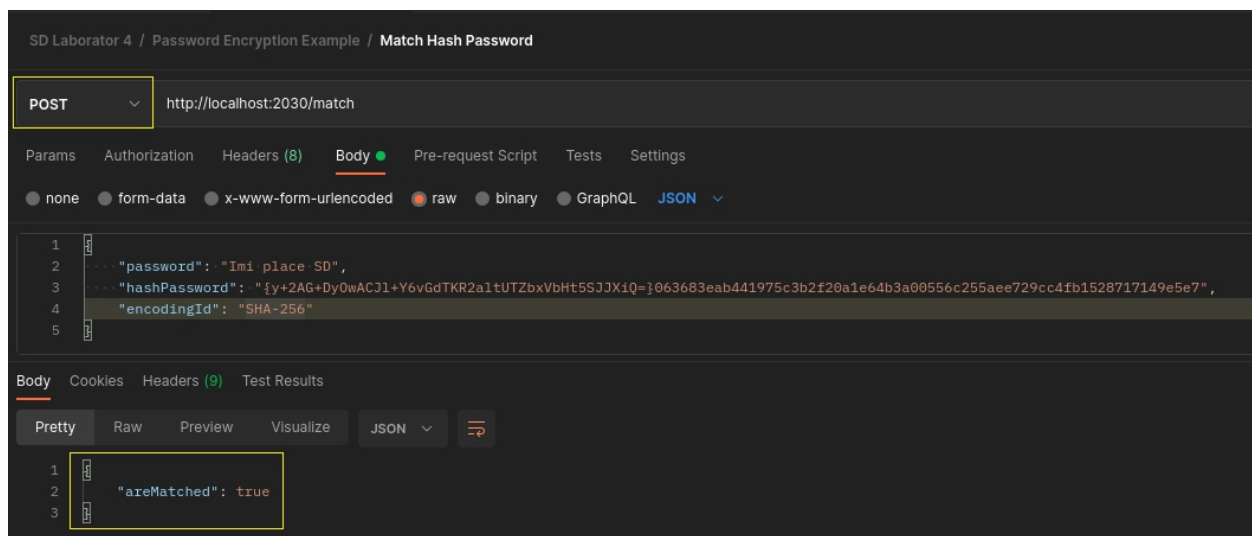 SD Laborator 4 / Password Encryption Example / Match Hash Password
POST http://localhost:2030/match
Params Authorization Headers (8) Body Pre-request Script Tests Settings
none form-data x-www-form-urlencoded raw binary GraphQL JSON
1 {
2 "password": "Imi place SD",
3 "hashPassword": "{y+2AG+DyOwACJl+Y6vGdTKR2altUTZbxVbHt5SJJXiQ=}063683eab441975c3b2f20a1e64b3a00556c255aee729cc4fb1528717149e5e7",
4 "encodingId": "SHA-256"
5 }
Body Cookies Headers (9) Test Results
Pretty Raw Preview Visualize JSON
1 {
2 "areMatched": true
3 }